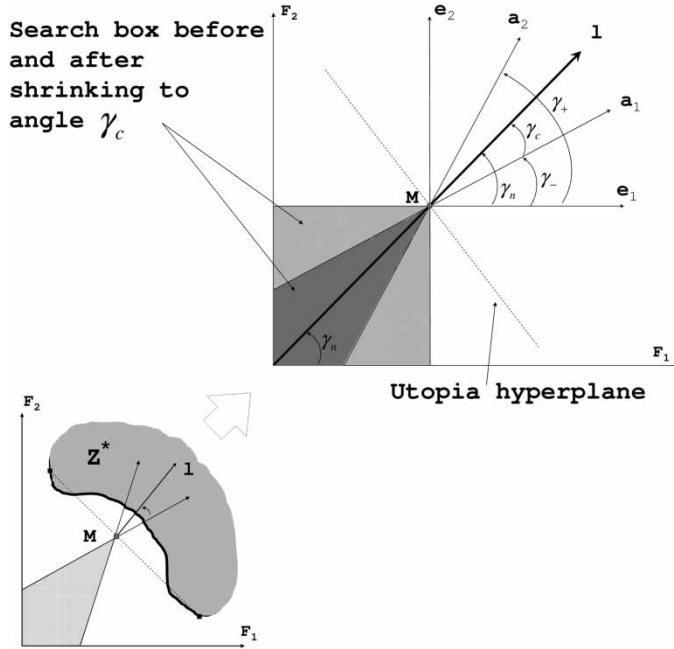 Search box before
and after
shrinking to
angle γc
F2
e2
a2
l
a1
γ+
γc
M
γn
γ−
e1
γn
F1
Utopia hyperplane
F2
Z*
l
M
F1